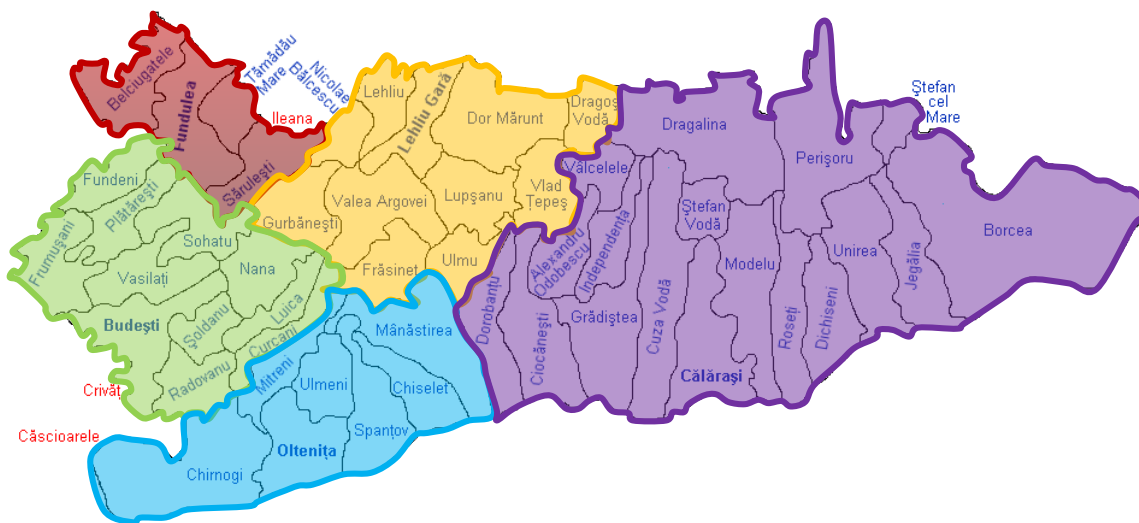 Belciugatele
Fundulea
Tămădău
Mare
Nicolae
Bălcescu
Ileana
Sărulești
Lehliu
Lehliu Gară
Dor Mărunt
Dragoș
Vodă
Valea Argovei
Lupșanu
Vlad
Țepeș
Gurbănești
Frăsinet
Ulmu
Fundeni
Plătărești
Frumușani
Sohatu
Vasilați
Nana
Budești
Șoldanu
Luica
Curcani
Radovanu
Crivăț
Căscioarele
Mitreni
Mânăstirea
Ulmeni
Chiselet
Spanțov
Oltenița
Chirnogi
Dragalina
Perișoru
Ștefan
cel
Mare
Vâlcelele
Alexandru
Odobescu
Independența
Ștefan
Vodă
Dorobanțu
Ciocănești
Grădiștea
Cuza Vodă
Modelu
Călărași
Roseți
Dichiseni
Unirea
Jegălia
Borcea